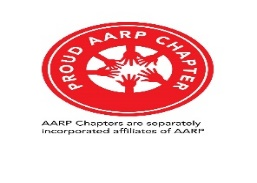 PROUD AARP CHAPTER
AARP Chapters are separately
incorporated affiliates of AARP